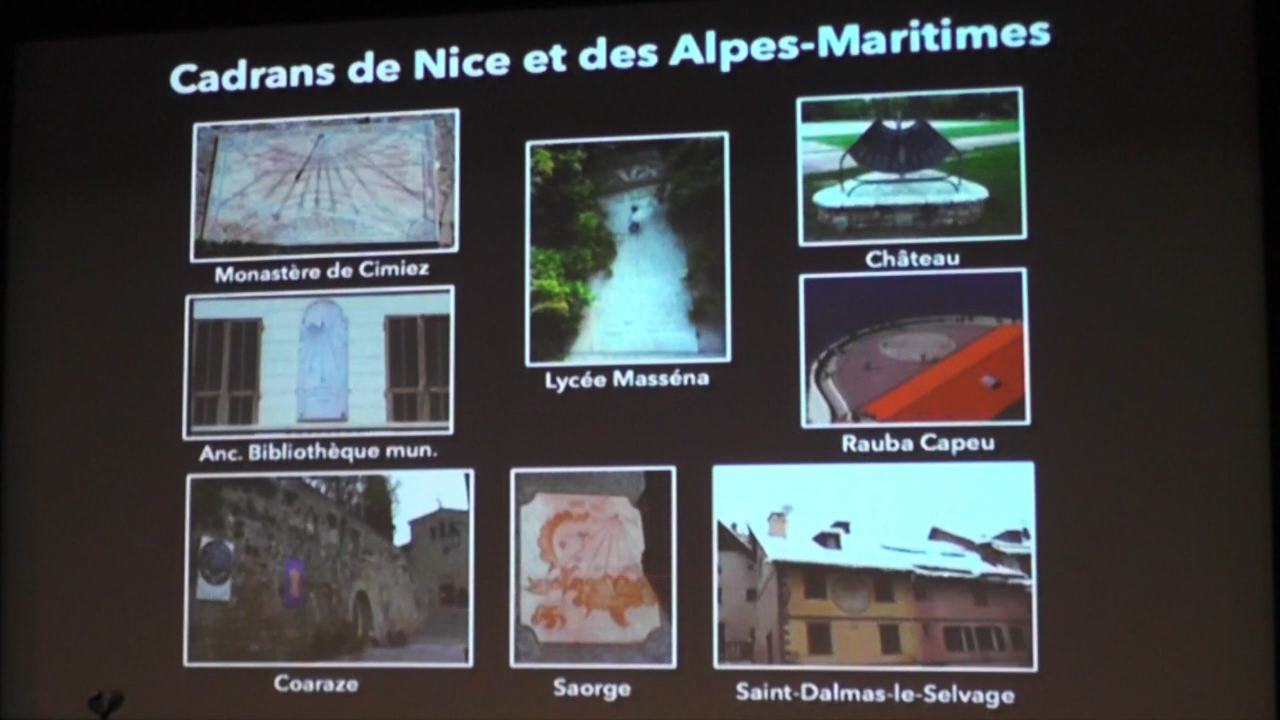 Cadrans de Nice et des Alpes-Maritimes
Monastère de Cimiez
Lycée Masséna
Château
Anc. Bibliothèque mun.
Rauba Capeu
Coaraze
Saorge
Saint-Dalmas-le-Selvage